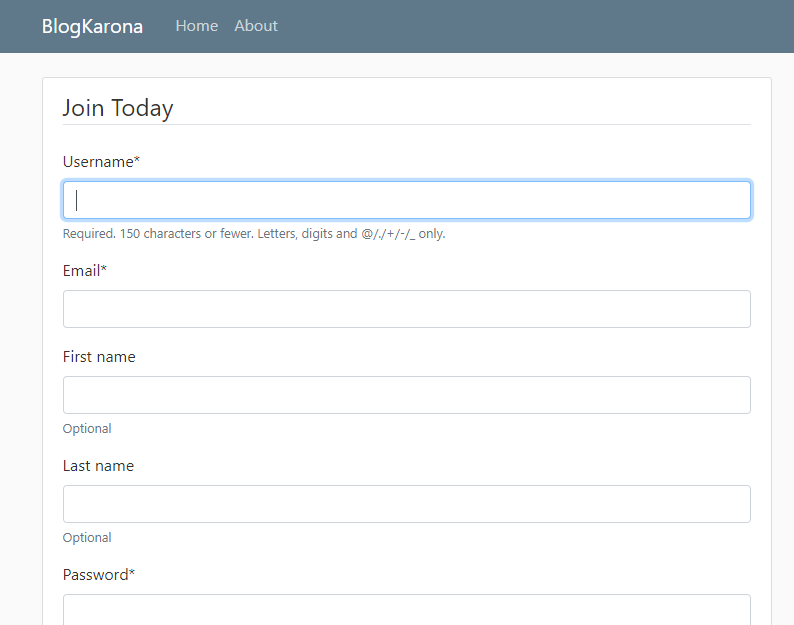 BlogKarona Home About
Join Today
Username*
Required. 150 characters or fewer. Letters, digits and @/./+/-/_ only.
Email*
First name
Optional
Last name
Optional
Password*